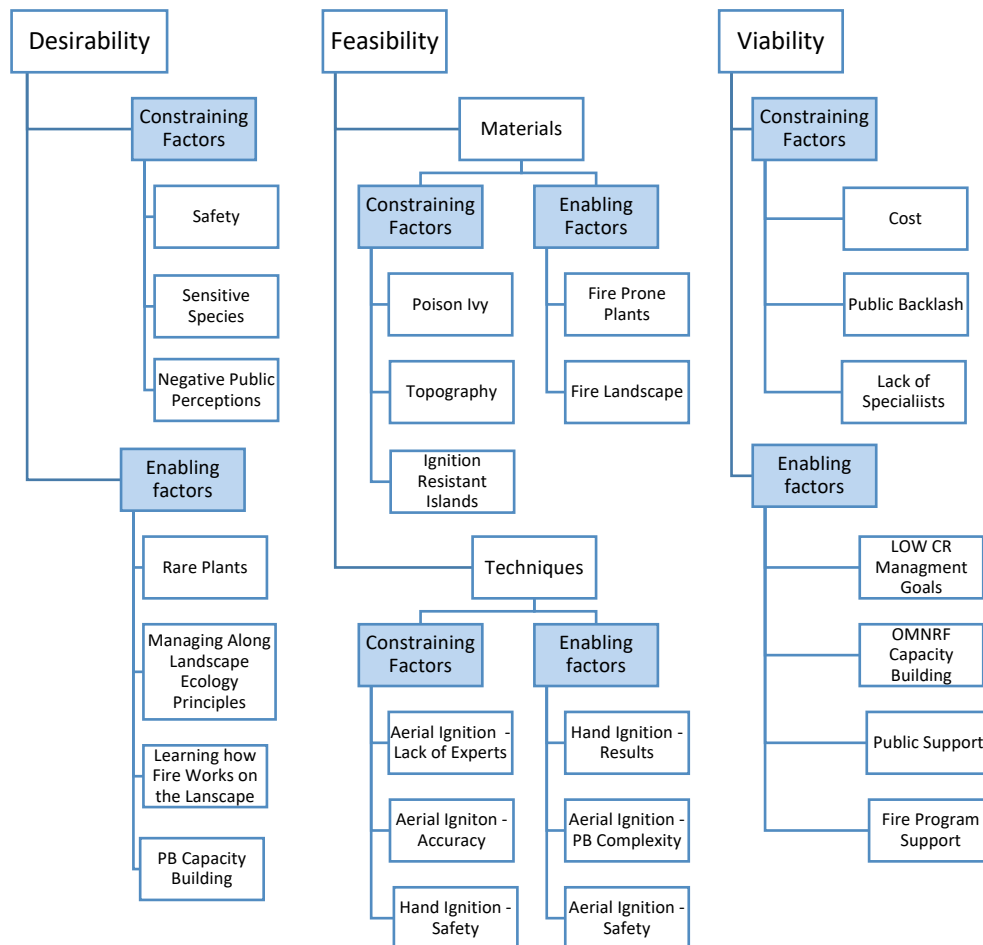 Desirability
Constraining
Factors
Safety
Sensitive
Species
Negative Public
Perceptions
Enabling
factors
Rare Plants
Managing Along
Landscape
Ecology
Principles
Learning how
Fire Works on
the Lanscape
PB Capacity
Building
Feasibility
Materials
Constraining
Factors
Poison Ivy
Topography
Ignition
Resistant
Islands
Enabling
Factors
Fire Prone
Plants
Fire Landscape
Techniques
Constraining
Factors
Aerial Ignition -
Lack of Experts
Aerial Igniton -
Accuracy
Hand Ignition -
Safety
Enabling
factors
Hand Ignition -
Results
Aerial Ignition -
PB Complexity
Aerial Ignition -
Safety
Viability
Constraining
Factors
Cost
Public Backlash
Lack of
Specialiists
Enabling
factors
LOW CR
Managment
Goals
OMNRF
Capacity
Building
Public Support
Fire Program
Support